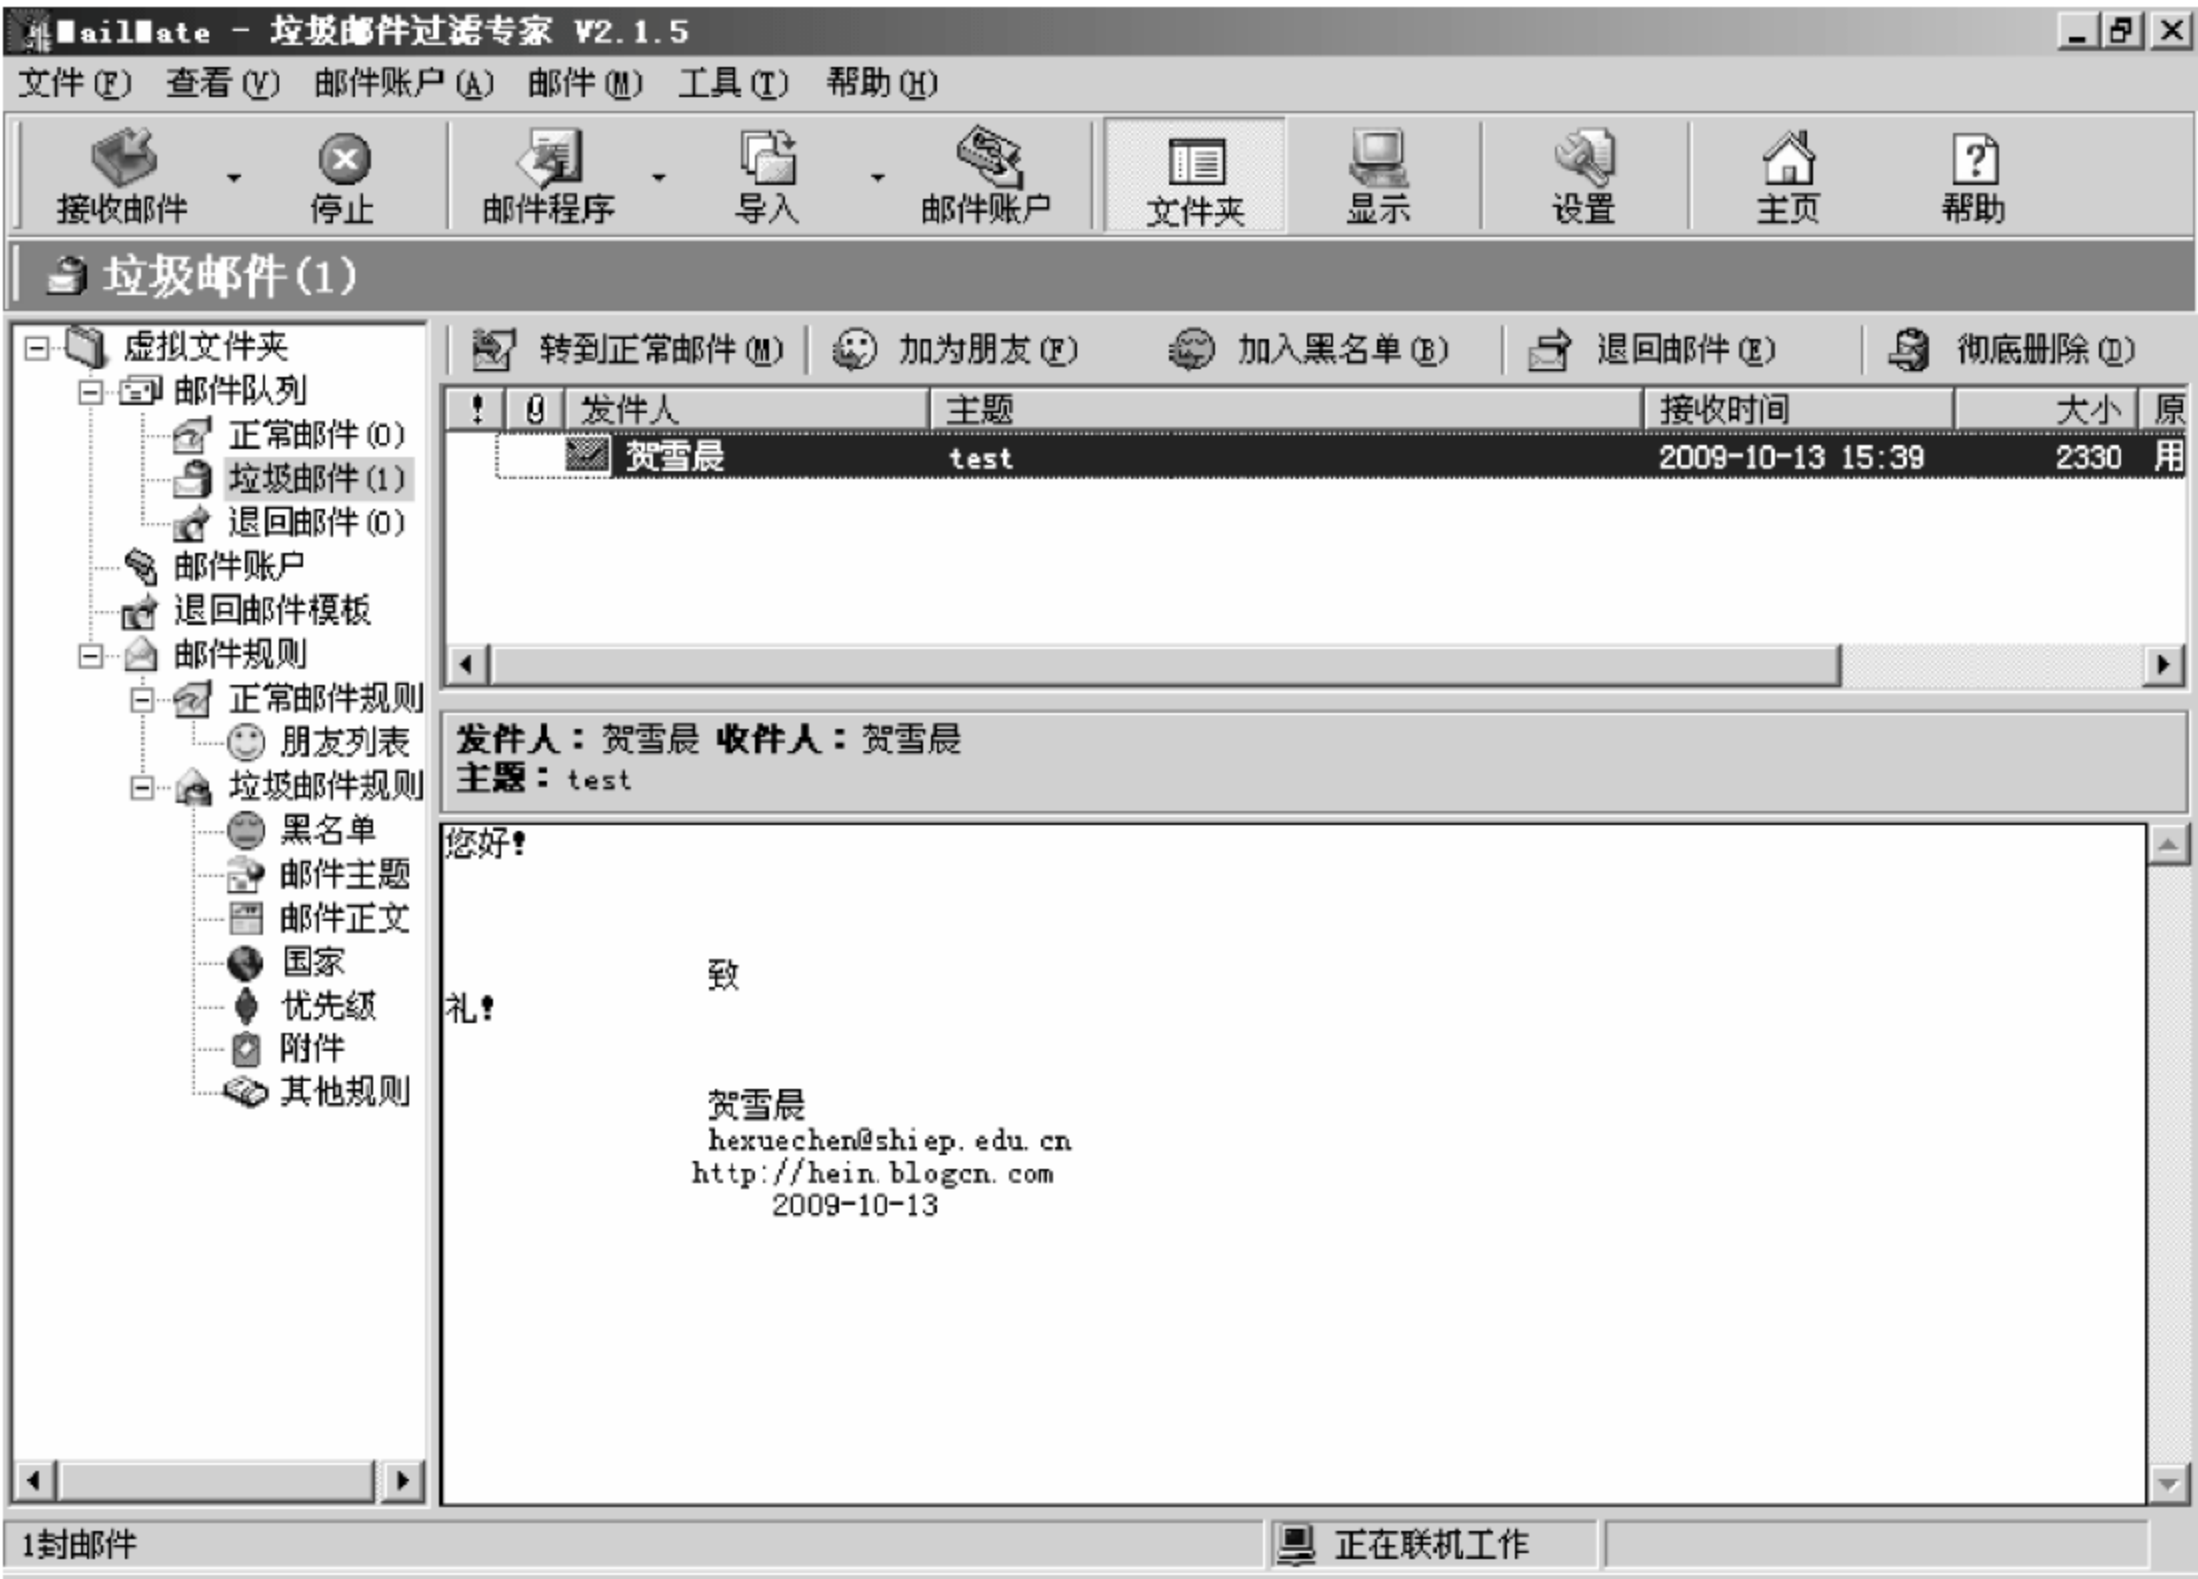 MailMate - 垃圾邮件过滤专家 V2.1.5
文件(F) 查看(V) 邮件账户(A) 邮件(M) 工具(T) 帮助(H)
接收邮件 停止 邮件程序 导入 邮件账户 文件夹 显示 设置 主页 帮助
垃圾邮件(1)
虚拟文件夹
邮件队列
正常邮件(0)
垃圾邮件(1)
退回邮件(0)
邮件账户
退回邮件模板
邮件规则
正常邮件规则
朋友列表
垃圾邮件规则
黑名单
邮件主题
邮件正文
国家
优先级
附件
其他规则
转到正常邮件(M) 加为朋友(F) 加入黑名单(B) 退回邮件(E) 彻底删除(D)
! 发件人 主题 接收时间 大小 原
贺雪晨 test 2009-10-13 15:39 2330 用
发件人：贺雪晨 收件人：贺雪晨
主题：test
您好!
致
礼!
贺雪晨
hexuechen@shiep.edu.cn
http://hein.blogcn.com
2009-10-13
1封邮件 正在联机工作